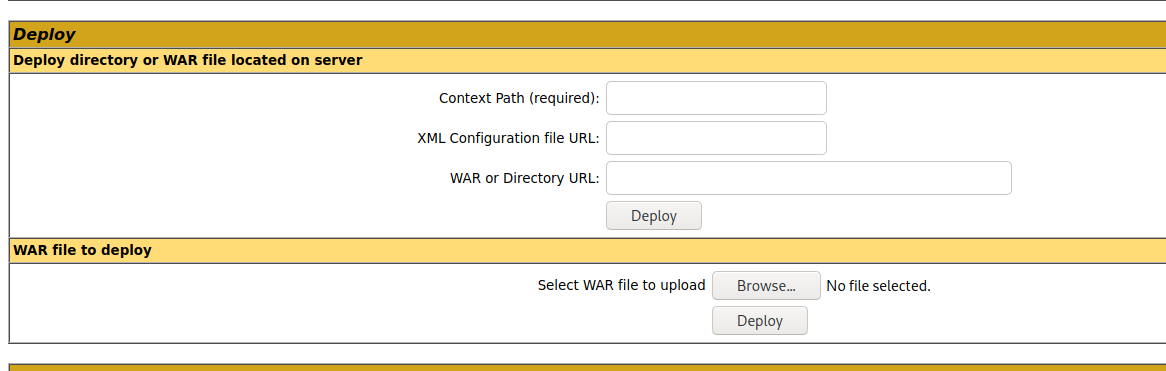 Deploy
Deploy directory or WAR file located on server
Context Path (required):
XML Configuration file URL:
WAR or Directory URL:
Deploy
WAR file to deploy
Select WAR file to upload Browse... No file selected.
Deploy